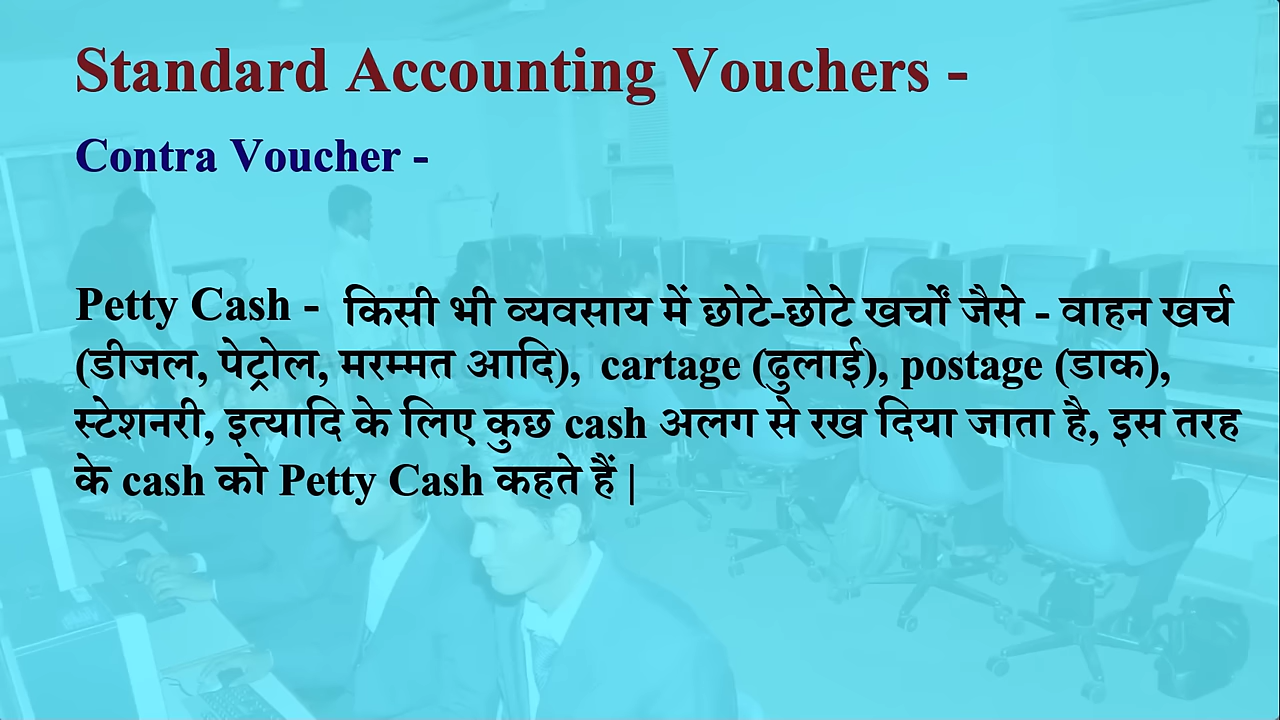 Standard Accounting Vouchers -
Contra Voucher -
Petty Cash - किसी भी व्यवसाय में छोटे-छोटे खर्चों जैसे - वाहन खर्च
(डीजल, पेट्रोल, मरम्मत आदि), cartage (ढुलाई), postage (डाक),
स्टेशनरी, इत्यादि के लिए कुछ cash अलग से रख दिया जाता है, इस तरह
के cash को Petty Cash कहते हैं |